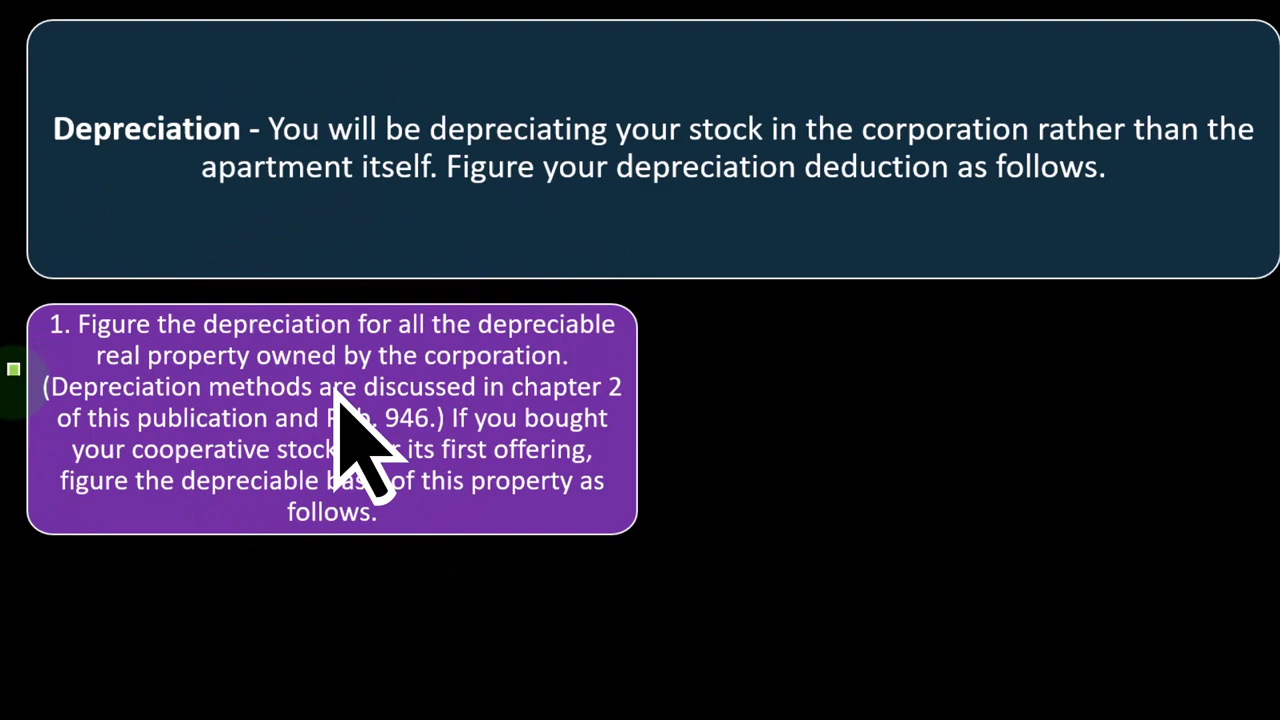 Depreciation - You will be depreciating your stock in the corporation rather than the
apartment itself. Figure your depreciation deduction as follows.
1. Figure the depreciation for all the depreciable
real property owned by the corporation.
(Depreciation methods are discussed in chapter 2
of this publication and Pub. 946.) If you bought
your cooperative stock its first offering,
figure the depreciable basis of this property as
follows.